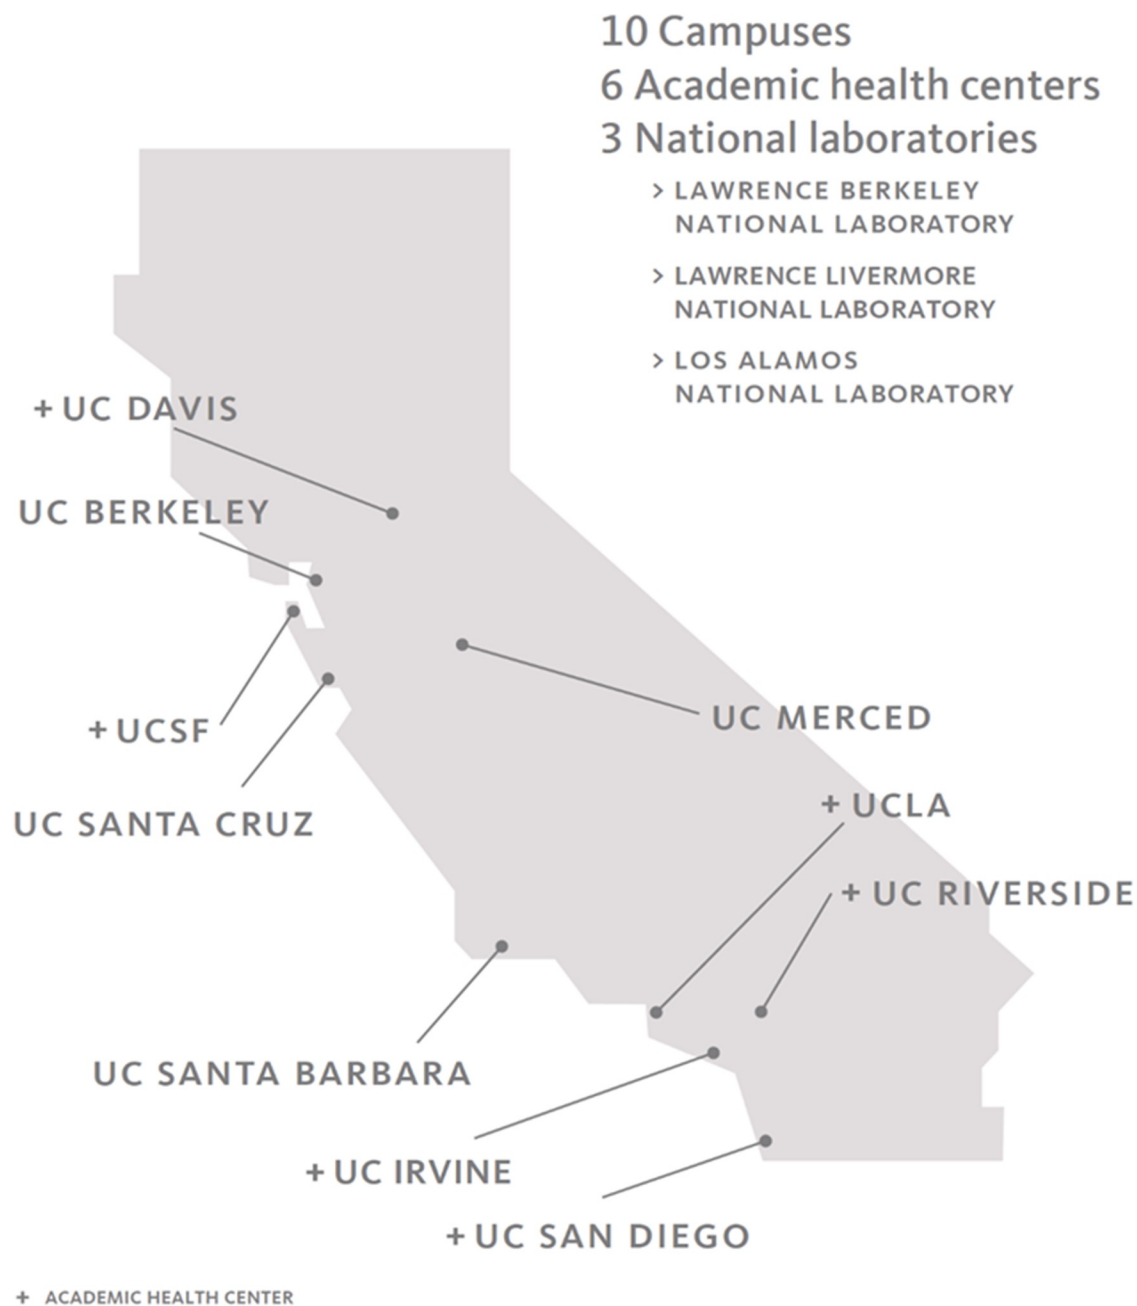 10 Campuses
6 Academic health centers
3 National laboratories
> LAWRENCE BERKELEY
NATIONAL LABORATORY
> LAWRENCE LIVERMORE
NATIONAL LABORATORY
> LOS ALAMOS
NATIONAL LABORATORY
+ UC DAVIS
UC BERKELEY
+ UCSF
UC MERCED
UC SANTA CRUZ
+ UCLA
+ UC RIVERSIDE
UC SANTA BARBARA
+ UC IRVINE
+ UC SAN DIEGO
+ ACADEMIC HEALTH CENTER